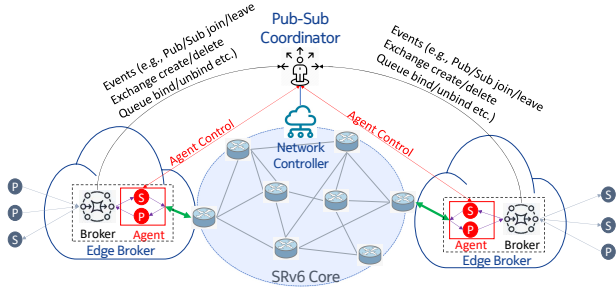 Pub-Sub
Coordinator
Events (e.g., Pub/Sub join/leave
Exchange create/delete
Queue bind/unbind etc.)
Events (e.g., Pub/Sub join/leave
Exchange create/delete
Queue bind/unbind etc.)
Agent Control
Agent Control
Network
Controller
P
P
S
S
P
Broker
Agent
Edge Broker
SRv6 Core
S
P
Agent
Broker
Edge Broker
S
S
P